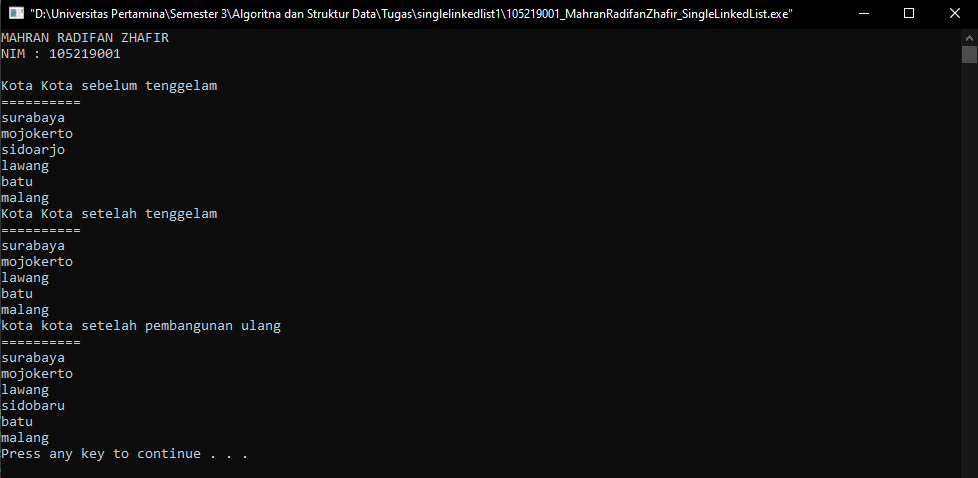 "D:\Universitas Pertamina\Semester 3\Algoritna dan Struktur Data\Tugas\singlelinkedlist1\105219001_MahranRadifanZhafir_SingleLinkedList.exe"
MAHRAN RADIFAN ZHAFIR
NIM : 105219001
Kota Kota sebelum tenggelam
==========
surabaya
mojokerto
sidoarjo
lawang
batu
malang
Kota Kota setelah tenggelam
==========
surabaya
mojokerto
lawang
batu
malang
kota kota setelah pembangunan ulang
==========
surabaya
mojokerto
lawang
sidobaru
batu
malang
Press any key to continue . . .